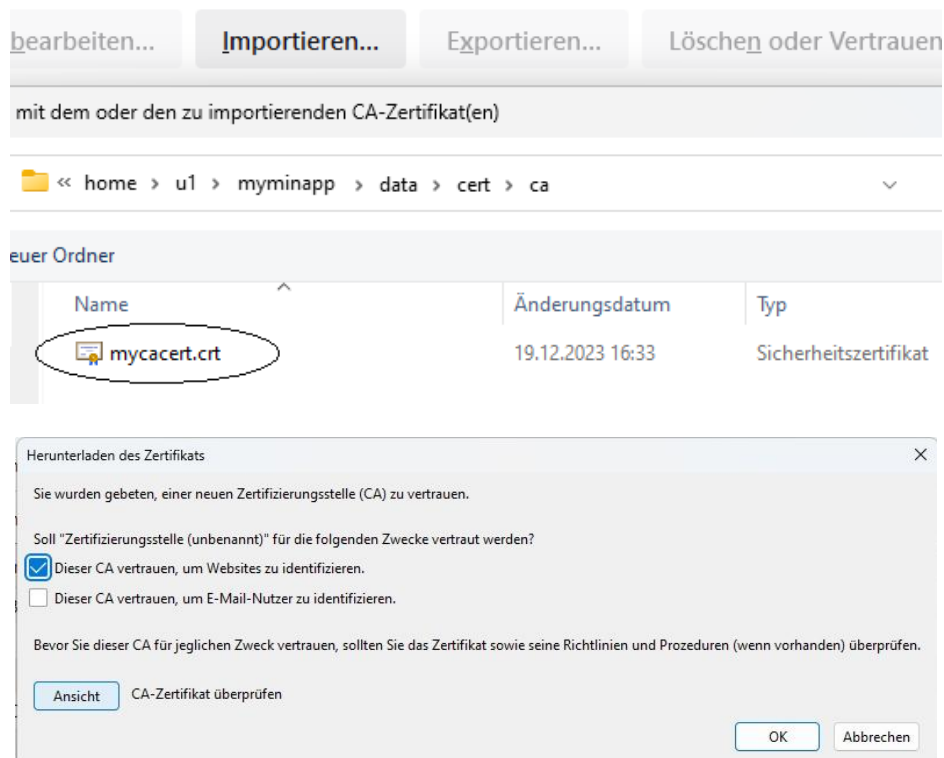 bearbeiten... Importieren... Exportieren... Löschen oder Vertrauen
mit dem oder den zu importierenden CA-Zertifikat(en)
« home › u1 › myminapp › data › cert › ca
euer Ordner
Name Änderungsdatum Typ
mycacert.crt 19.12.2023 16:33 Sicherheitszertifikat
Herunterladen des Zertifikats
Sie wurden gebeten, einer neuen Zertifizierungsstelle (CA) zu vertrauen.
Soll "Zertifizierungsstelle (unbenannt)" für die folgenden Zwecke vertraut werden?
Dieser CA vertrauen, um Websites zu identifizieren.
Dieser CA vertrauen, um E-Mail-Nutzer zu identifizieren.
Bevor Sie dieser CA für jeglichen Zweck vertrauen, sollten Sie das Zertifikat sowie seine Richtlinien und Prozeduren (wenn vorhanden) überprüfen.
Ansicht CA-Zertifikat überprüfen
OK Abbrechen